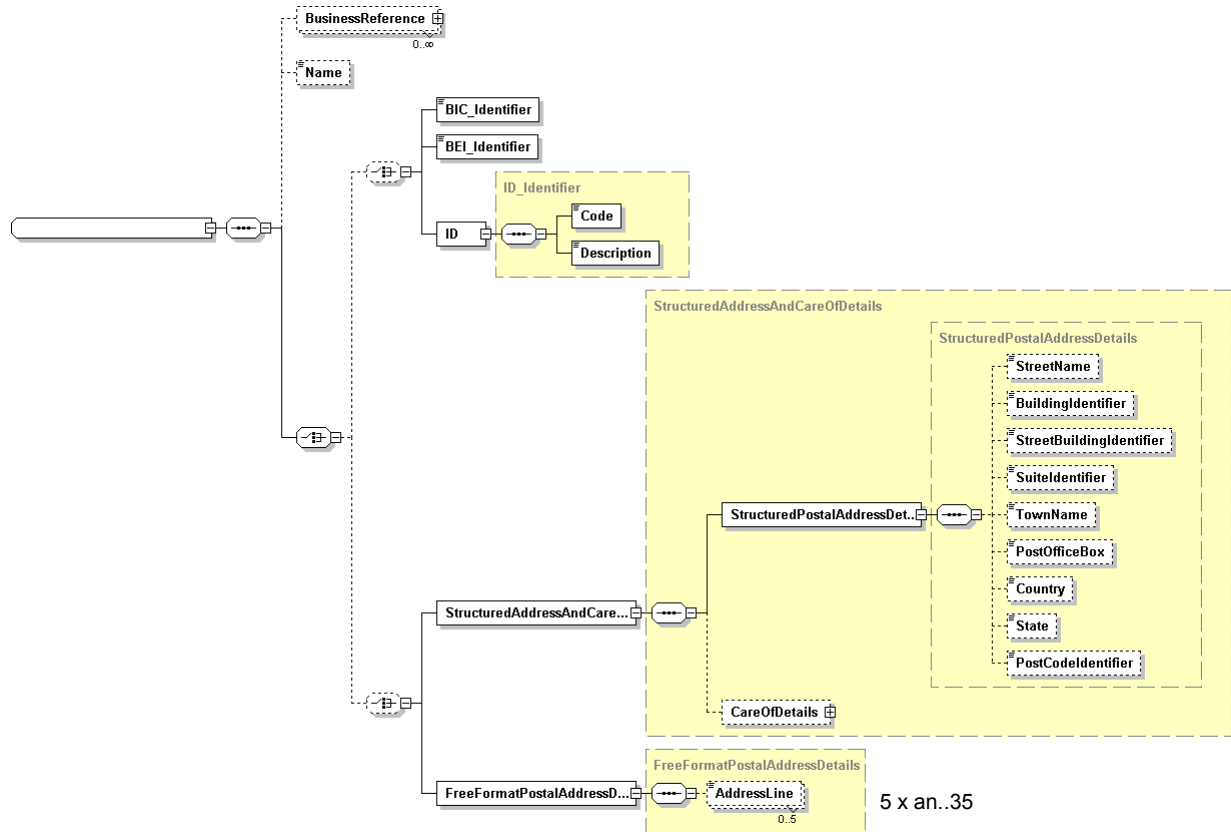 BusinessReference
0..∞
Name
BIC_Identifier
BEI_Identifier
ID_Identifier
Code
ID
Description
StructuredAddressAndCareOfDetails
StructuredPostalAddressDetails
StreetName
BuildingIdentifier
StreetBuildingIdentifier
SuiteIdentifier
StructuredPostalAddressDet...
TownName
PostOfficeBox
Country
StructuredAddressAndCare...
State
PostCodeIdentifier
CareOfDetails
FreeFormatPostalAddressDetails
FreeFormatPostalAddressD...
AddressLine
0..5
5 x an..35